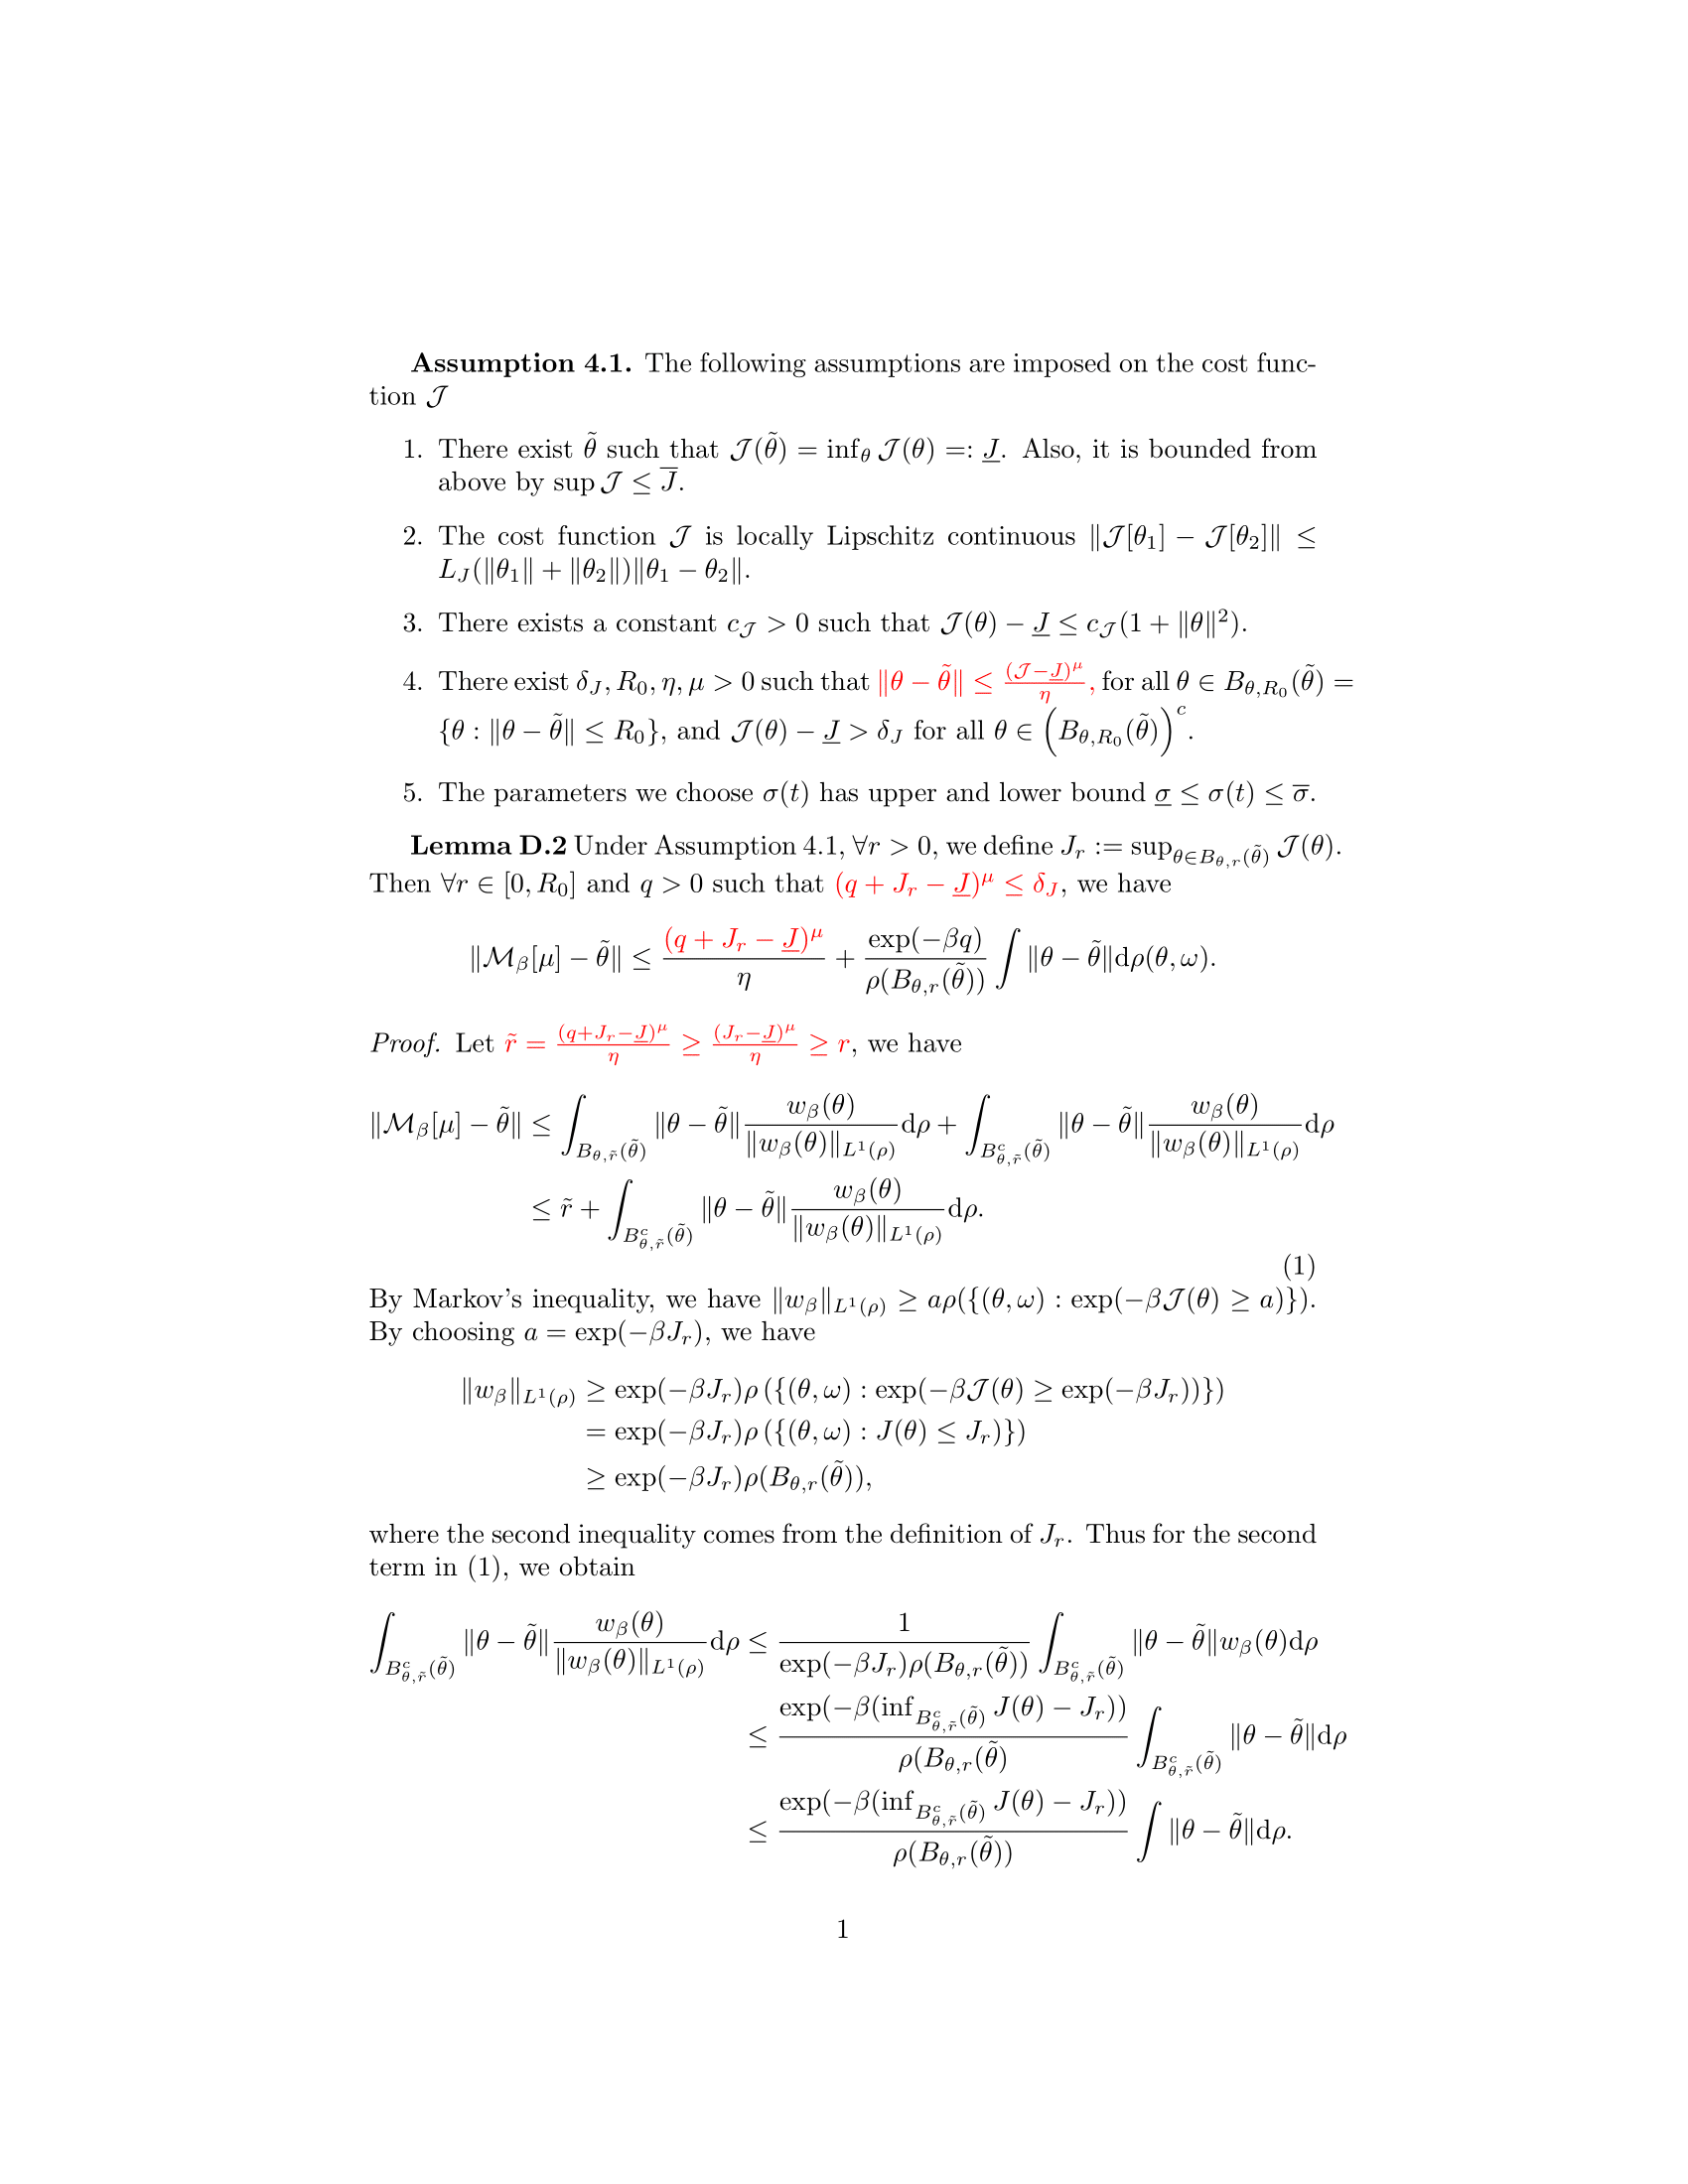 Assumption 4.1. The following assumptions are imposed on the cost func-
tion $\mathcal{J}$
1. There exist $\tilde{\theta}$ such that $\mathcal{J}(\tilde{\theta}) = \inf_\theta \mathcal{J}(\theta) =: \underline{J}$. Also, it is bounded from
above by $\sup \mathcal{J} \leq \overline{J}$.
2. The cost function $\mathcal{J}$ is locally Lipschitz continuous $\|\mathcal{J}[\theta_1] - \mathcal{J}[\theta_2]\| \leq$
$L_J(\|\theta_1\| + \|\theta_2\|)\|\theta_1 - \theta_2\|$.
3. There exists a constant $c_{\mathcal{J}} > 0$ such that $\mathcal{J}(\theta) - \underline{J} \leq c_{\mathcal{J}}(1 + \|\theta\|^2)$.
4. There exist $\delta_J, R_0, \eta, \mu > 0$ such that $\|\theta - \tilde{\theta}\| \leq \frac{(\mathcal{J} - \underline{J})^\mu}{\eta}$, for all $\theta \in B_{\theta,R_0}(\tilde{\theta}) =$
$\{\theta : \|\theta - \tilde{\theta}\| \leq R_0\}$, and $\mathcal{J}(\theta) - \underline{J} > \delta_J$ for all $\theta \in \left(B_{\theta,R_0}(\tilde{\theta})\right)^c$.
5. The parameters we choose $\sigma(t)$ has upper and lower bound $\underline{\sigma} \leq \sigma(t) \leq \overline{\sigma}$.
Lemma D.2 Under Assumption 4.1, $\forall r > 0$, we define $J_r := \sup_{\theta \in B_{\theta,r}(\tilde{\theta})} \mathcal{J}(\theta)$.
Then $\forall r \in [0, R_0]$ and $q > 0$ such that $(q + J_r - \underline{J})^\mu \leq \delta_J$, we have
$\|\mathcal{M}_\beta[\mu] - \tilde{\theta}\| \leq \frac{(q + J_r - \underline{J})^\mu}{\eta} + \frac{\exp(-\beta q)}{\rho(B_{\theta,r}(\tilde{\theta}))} \int \|\theta - \tilde{\theta}\| \mathrm{d}\rho(\theta, \omega).$
Proof. Let $\tilde{r} = \frac{(q + J_r - \underline{J})^\mu}{\eta} \geq \frac{(J_r - \underline{J})^\mu}{\eta} \geq r$, we have
$\|\mathcal{M}_\beta[\mu] - \tilde{\theta}\| \leq \int_{B_{\theta,\tilde{r}}(\tilde{\theta})} \|\theta - \tilde{\theta}\| \frac{w_\beta(\theta)}{\|w_\beta(\theta)\|_{L^1(\rho)}} \mathrm{d}\rho + \int_{B^c_{\theta,\tilde{r}}(\tilde{\theta})} \|\theta - \tilde{\theta}\| \frac{w_\beta(\theta)}{\|w_\beta(\theta)\|_{L^1(\rho)}} \mathrm{d}\rho$
$\leq \tilde{r} + \int_{B^c_{\theta,\tilde{r}}(\tilde{\theta})} \|\theta - \tilde{\theta}\| \frac{w_\beta(\theta)}{\|w_\beta(\theta)\|_{L^1(\rho)}} \mathrm{d}\rho.$
(1)
By Markov's inequality, we have $\|w_\beta\|_{L^1(\rho)} \geq a\rho(\{(\theta, \omega) : \exp(-\beta\mathcal{J}(\theta) \geq a)\})$.
By choosing $a = \exp(-\beta J_r)$, we have
$\|w_\beta\|_{L^1(\rho)} \geq \exp(-\beta J_r)\rho\left(\{(\theta, \omega) : \exp(-\beta\mathcal{J}(\theta) \geq \exp(-\beta J_r))\}\right)$
$= \exp(-\beta J_r)\rho\left(\{(\theta, \omega) : J(\theta) \leq J_r)\}\right)$
$\geq \exp(-\beta J_r)\rho(B_{\theta,r}(\tilde{\theta})),$
where the second inequality comes from the definition of $J_r$. Thus for the second
term in (1), we obtain
$\int_{B^c_{\theta,\tilde{r}}(\tilde{\theta})} \|\theta - \tilde{\theta}\| \frac{w_\beta(\theta)}{\|w_\beta(\theta)\|_{L^1(\rho)}} \mathrm{d}\rho \leq \frac{1}{\exp(-\beta J_r)\rho(B_{\theta,r}(\tilde{\theta}))} \int_{B^c_{\theta,\tilde{r}}(\tilde{\theta})} \|\theta - \tilde{\theta}\| w_\beta(\theta) \mathrm{d}\rho$
$\leq \frac{\exp(-\beta(\inf_{B^c_{\theta,\tilde{r}}(\tilde{\theta})} J(\theta) - J_r))}{\rho(B_{\theta,r}(\tilde{\theta})} \int_{B^c_{\theta,\tilde{r}}(\tilde{\theta})} \|\theta - \tilde{\theta}\| \mathrm{d}\rho$
$\leq \frac{\exp(-\beta(\inf_{B^c_{\theta,\tilde{r}}(\tilde{\theta})} J(\theta) - J_r))}{\rho(B_{\theta,r}(\tilde{\theta}))} \int \|\theta - \tilde{\theta}\| \mathrm{d}\rho.$
1